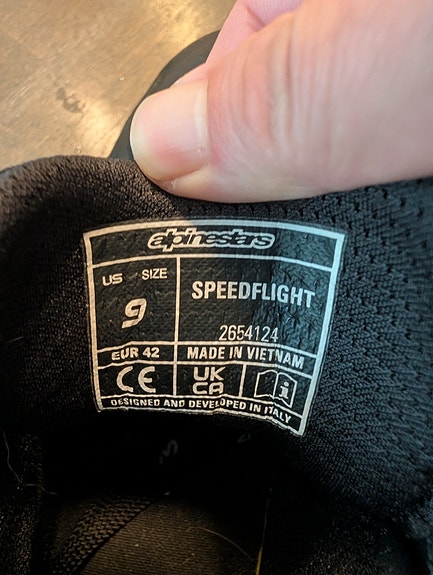 alpinestars
US SIZE
9
SPEEDFLIGHT
2654124
EUR 42
MADE IN VIETNAM
CE
UK
CA
i
DESIGNED AND DEVELOPED IN ITALY